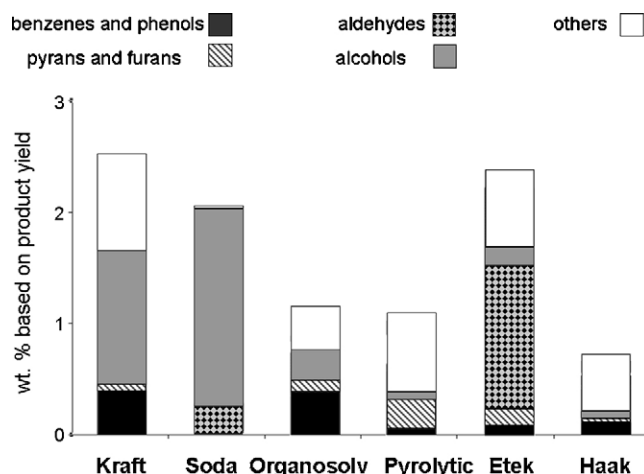 benzenes and phenols aldehydes others
pyrans and furans alcohols
wt. % based on product yield
3
2
1
0
Kraft Soda Organosolv Pyrolytic Etek Haak